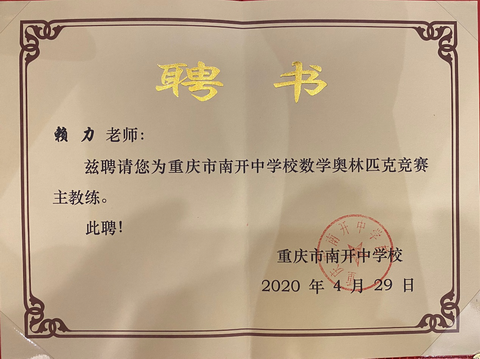 聘书
赖力 老师:
兹聘请您为重庆市南开中学校数学奥林匹克竞赛
主教练。
此聘!
重庆市南开中学校
2020 年 4 月 29 日